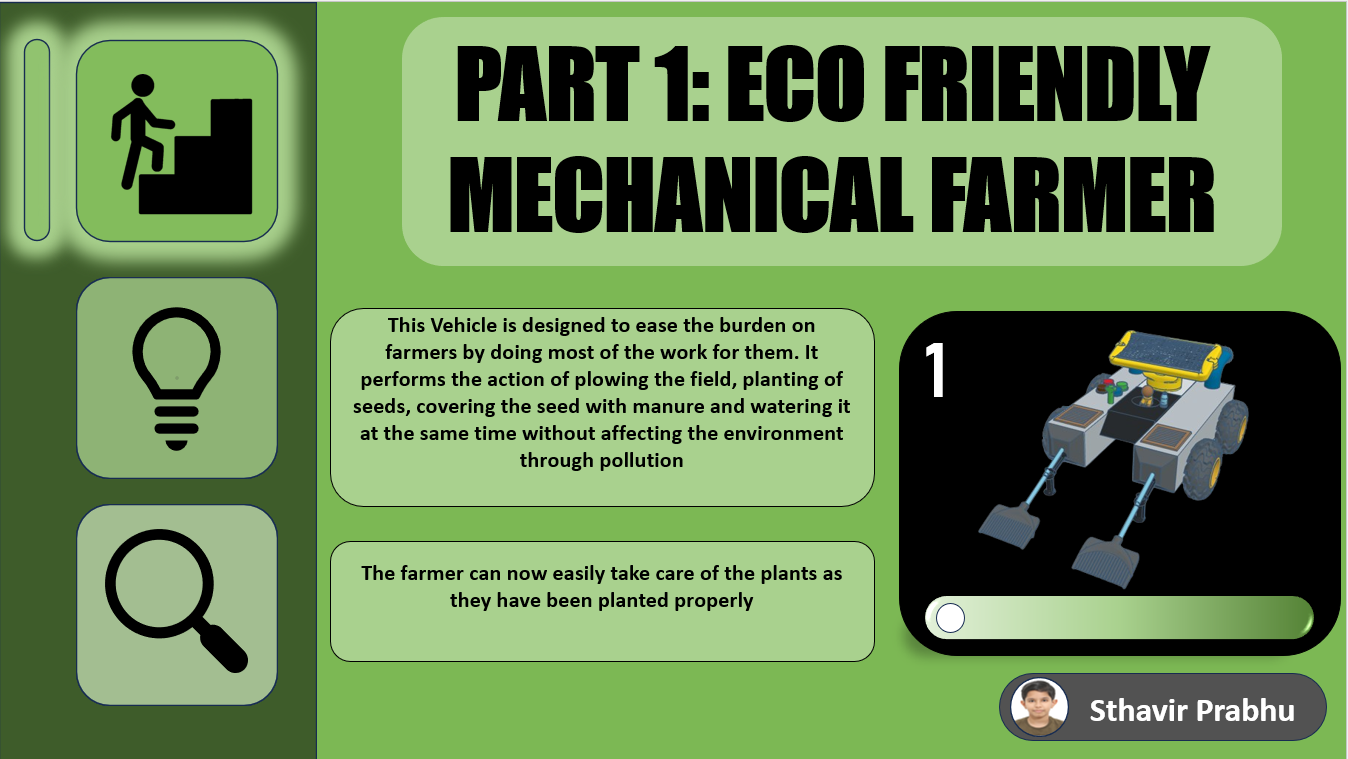 PART 1: ECO FRIENDLY
MECHANICAL FARMER
This Vehicle is designed to ease the burden on
farmers by doing most of the work for them. It
performs the action of plowing the field, planting of
seeds, covering the seed with manure and watering it
at the same time without affecting the environment
through pollution
The farmer can now easily take care of the plants as
they have been planted properly
1
Sthavir Prabhu